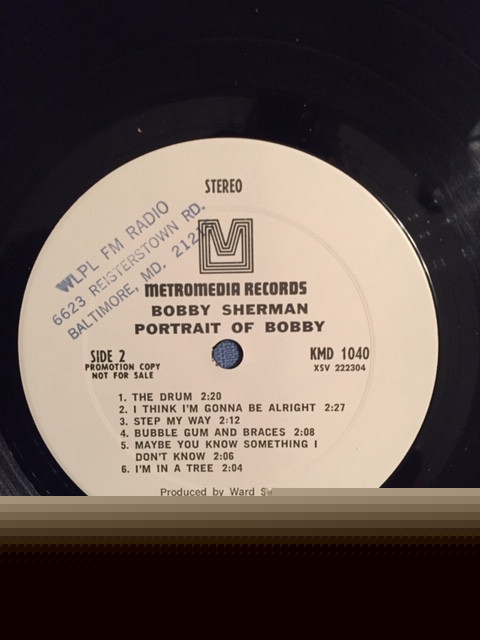 STEREO
M
WLPL FM RADIO
6623 REISTERSTOWN RD.
BALTIMORE, MD.
METROMEDIA RECORDS
BOBBY SHERMAN
PORTRAIT OF BOBBY
SIDE 2
PROMOTION COPY
NOT FOR SALE
KMD 1040
XSV 222304
1. THE DRUM 2:20
2. I THINK I'M GONNA BE ALRIGHT 2:27
3. STEP MY WAY 2:12
4. BUBBLE GUM AND BRACES 2:08
5. MAYBE YOU KNOW SOMETHING I
DON'T KNOW 2:06
6. I'M IN A TREE 2:04
Produced by Ward